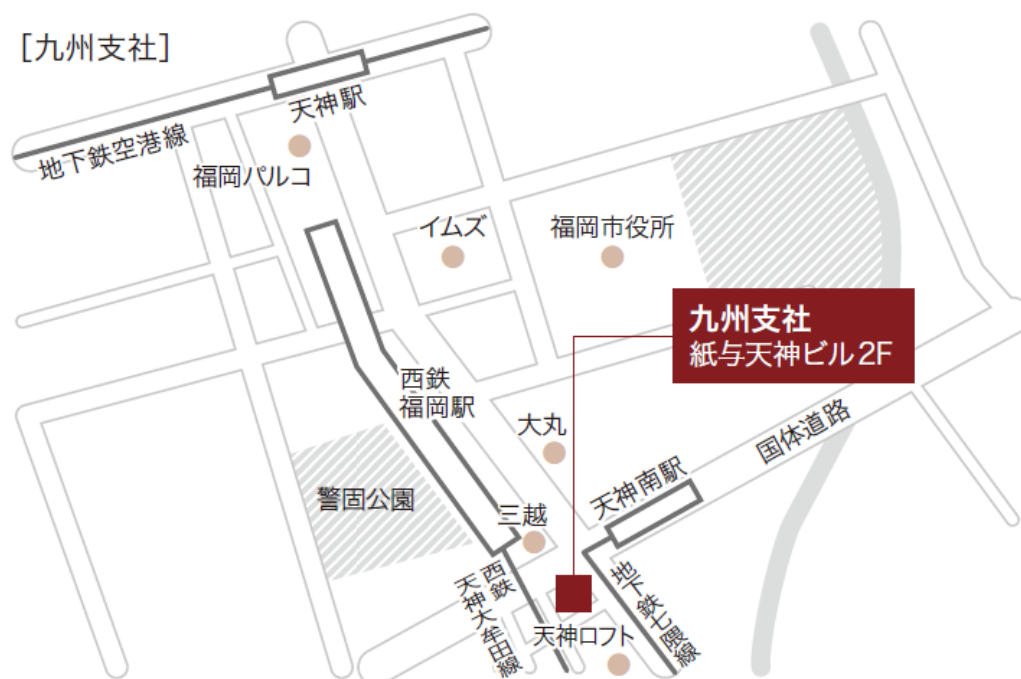 [九州支社]
天神駅
地下鉄空港線
福岡パルコ
イムズ
福岡市役所
九州支社
紙与天神ビル2F
西鉄
福岡駅
大丸
国体道路
天神南駅
警固公園
三越
西鉄
天神大牟田線
地下鉄七隈線
天神ロフト